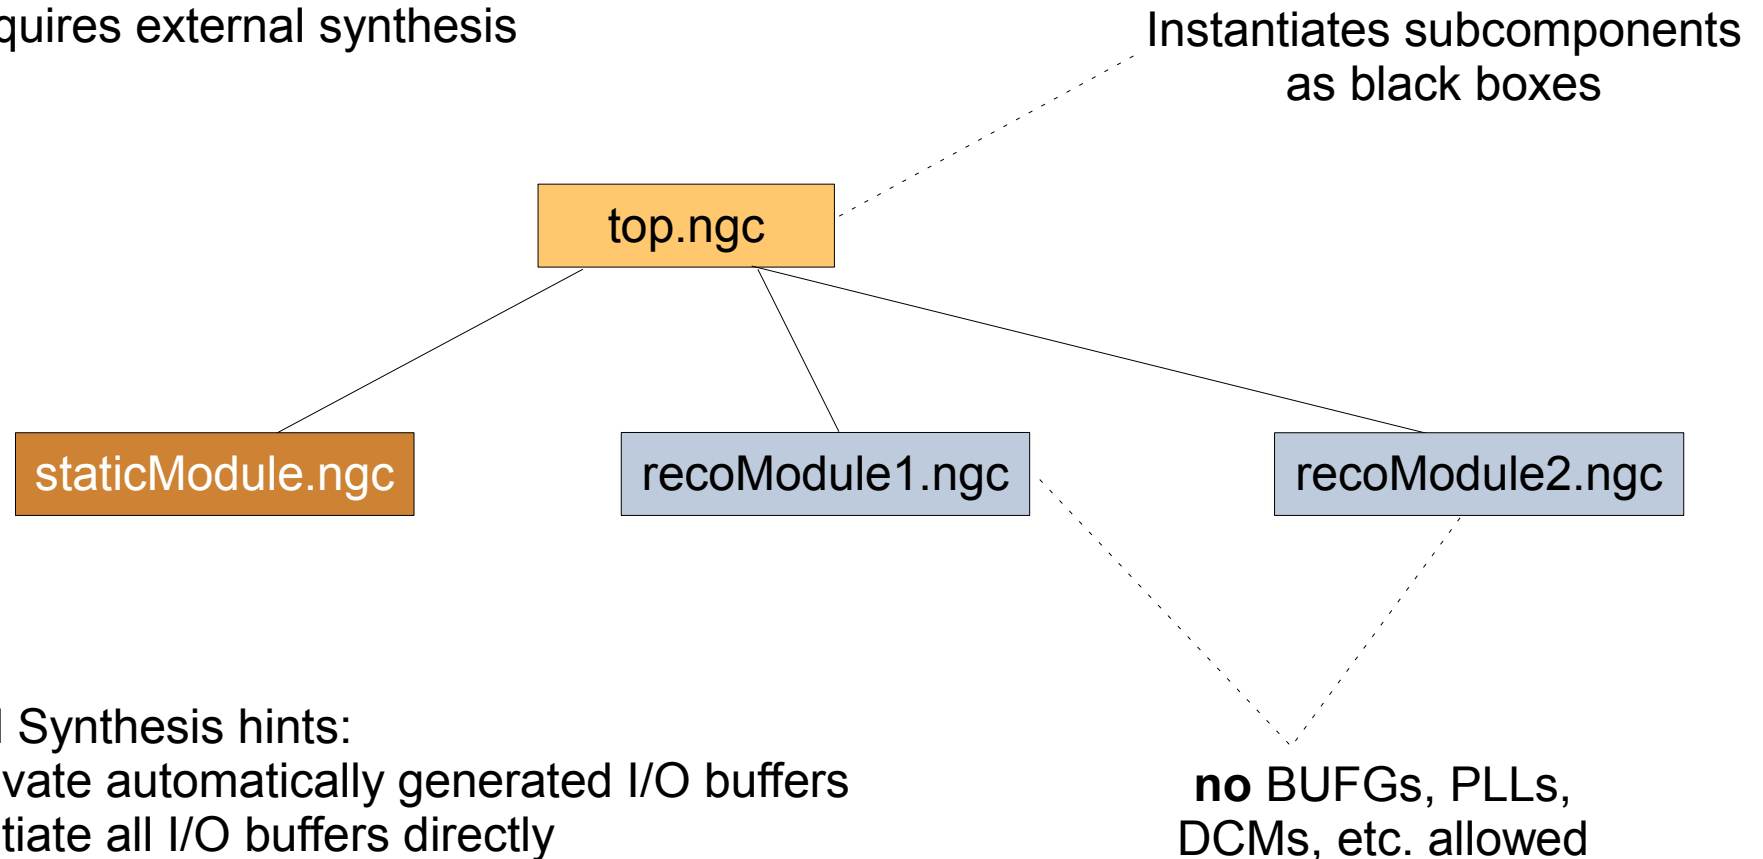 quires external synthesis
Instantiates subcomponents
as black boxes
top.ngc
staticModule.ngc
recoModule1.ngc
recoModule2.ngc
Synthesis hints:
vate automatically generated I/O buffers
tiate all I/O buffers directly
no BUFGs, PLLs,
DCMs, etc. allowed